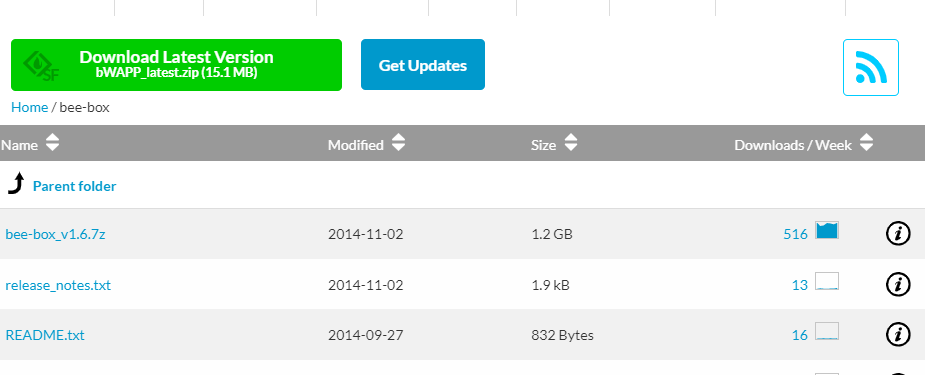 Download Latest Version
SF
bWAPP_latest.zip (15.1 MB)
Get Updates
Home / bee-box
Name Modified Size Downloads / Week
Parent folder
bee-box_v1.6.7z 2014-11-02 1.2 GB 516 i
release_notes.txt 2014-11-02 1.9 kB 13 i
README.txt 2014-09-27 832 Bytes 16 i